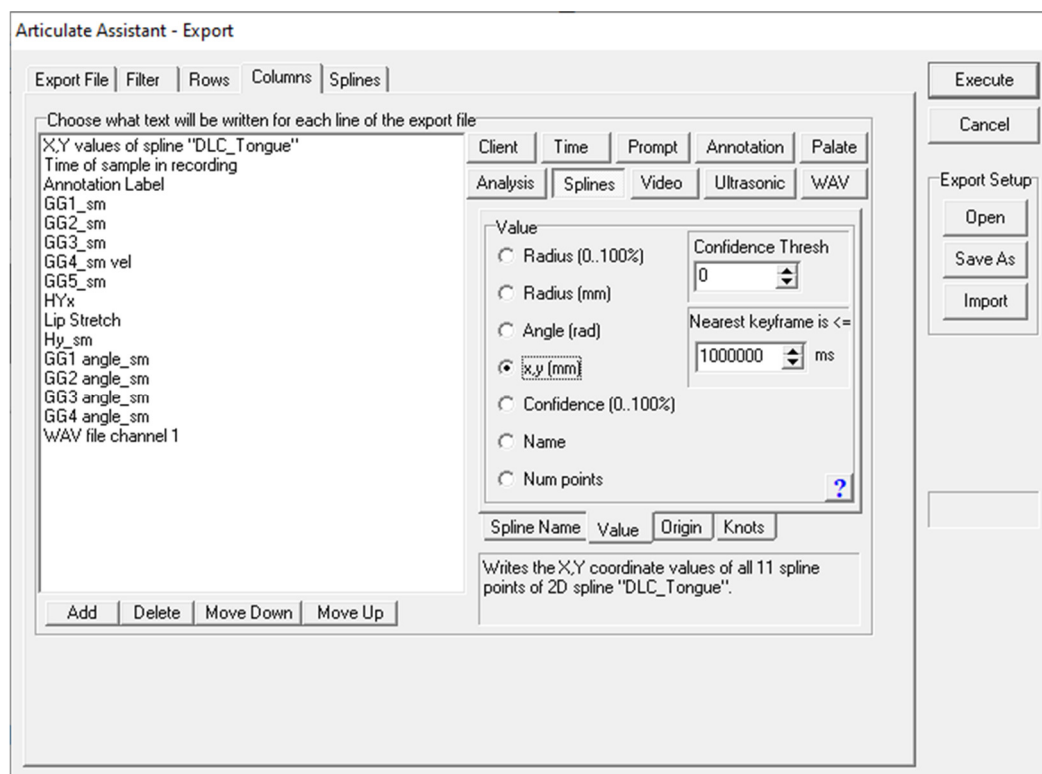 Articulate Assistant - Export
Export File Filter Rows Columns Splines
Execute
Cancel
Choose what text will be written for each line of the export file
X,Y values of spline "DLC_Tongue"
Time of sample in recording
Annotation Label
GG1_sm
GG2_sm
GG3_sm
GG4_sm vel
GG5_sm
HYx
Lip Stretch
Hy_sm
GG1 angle_sm
GG2 angle_sm
GG3 angle_sm
GG4 angle_sm
WAV file channel 1
Client Time Prompt Annotation Palate
Analysis Splines Video Ultrasonic WAV
Value
Radius (0..100%)
Radius (mm)
Angle (rad)
x,y (mm)
Confidence (0..100%)
Name
Num points
Confidence Thresh
0
Nearest keyframe is <=
1000000 ms
?
Spline Name Value Origin Knots
Writes the X,Y coordinate values of all 11 spline
points of 2D spline "DLC_Tongue".
Add Delete Move Down Move Up
Export Setup
Open
Save As
Import